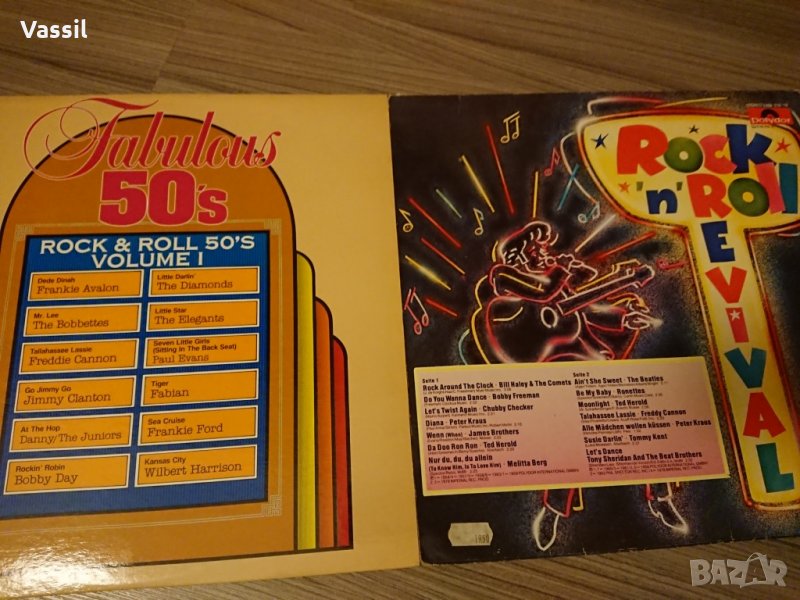 Vassil
Fabulous
50's
ROCK & ROLL 50'S
VOLUME I
Dede Dinah
Frankie Avalon
Little Darlin'
The Diamonds
Mr. Lee
The Bobbettes
Little Star
The Elegants
Tallahassee Lassie
Freddie Cannon
Seven Little Girls
(Sitting In The Back Seat)
Paul Evans
Go Jimmy Go
Jimmy Clanton
Tiger
Fabian
At The Hop
Danny/The Juniors
Sea Cruise
Frankie Ford
Rockin' Robin
Bobby Day
Kansas City
Wilbert Harrison
Polydor
Rock
'n' Roll
REVIVAL
Seite 1
Rock Around The Clock · Bill Haley & The Comets
Do You Wanna Dance · Bobby Freeman
Let's Twist Again · Chubby Checker
Diana · Peter Kraus
Wenn (When) · James Brothers
Da Doo Ron Ron · Ted Herold
Nur du, du, du allein
(To Know Him, Is To Love Him) · Melitta Berg
Seite 2
Ain't She Sweet · The Beatles
Be My Baby · Ronettes
Moonlight · Ted Herold
Talahassie Lassie · Freddy Cannon
Alle Mädchen wollen küssen · Peter Kraus
Susie Darlin' · Tommy Kent
Let's Dance
Tony Sheridan And The Beat Brothers
BAZAR